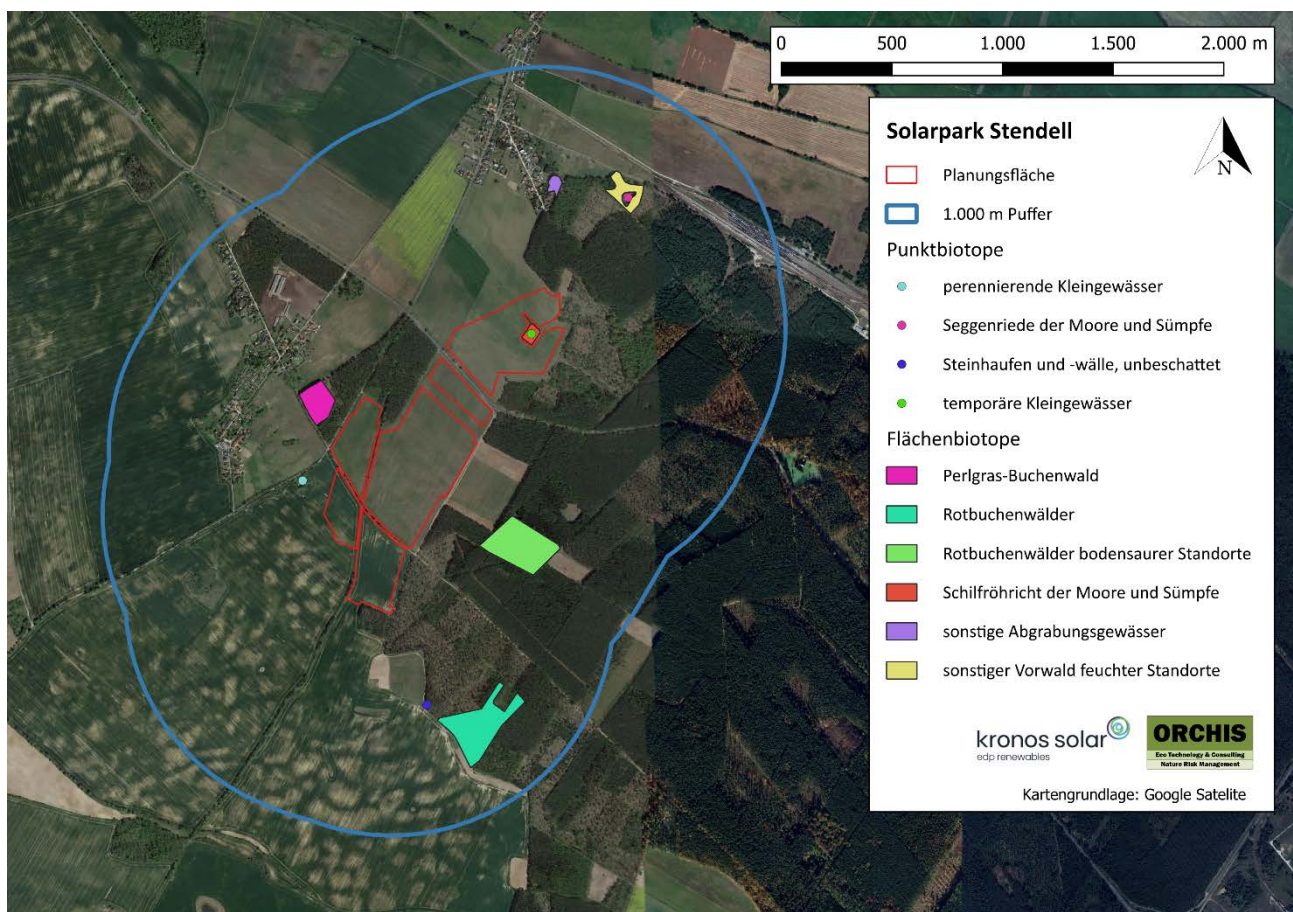 0 500 1.000 1.500 2.000 m
Solarpark Stendell
N
Planungsfläche
1.000 m Puffer
Punktbiotope
perennierende Kleingewässer
Seggenriede der Moore und Sümpfe
Steinhaufen und -wälle, unbeschattet
temporäre Kleingewässer
Flächenbiotope
Perlgras-Buchenwald
Rotbuchenwälder
Rotbuchenwälder bodensaurer Standorte
Schilfröhricht der Moore und Sümpfe
sonstige Abgrabungsgewässer
sonstiger Vorwald feuchter Standorte
kronos solar
edp renewables
ORCHIS
Eco Technology & Consulting
Nature Risk Management
Kartengrundlage: Google Satelite